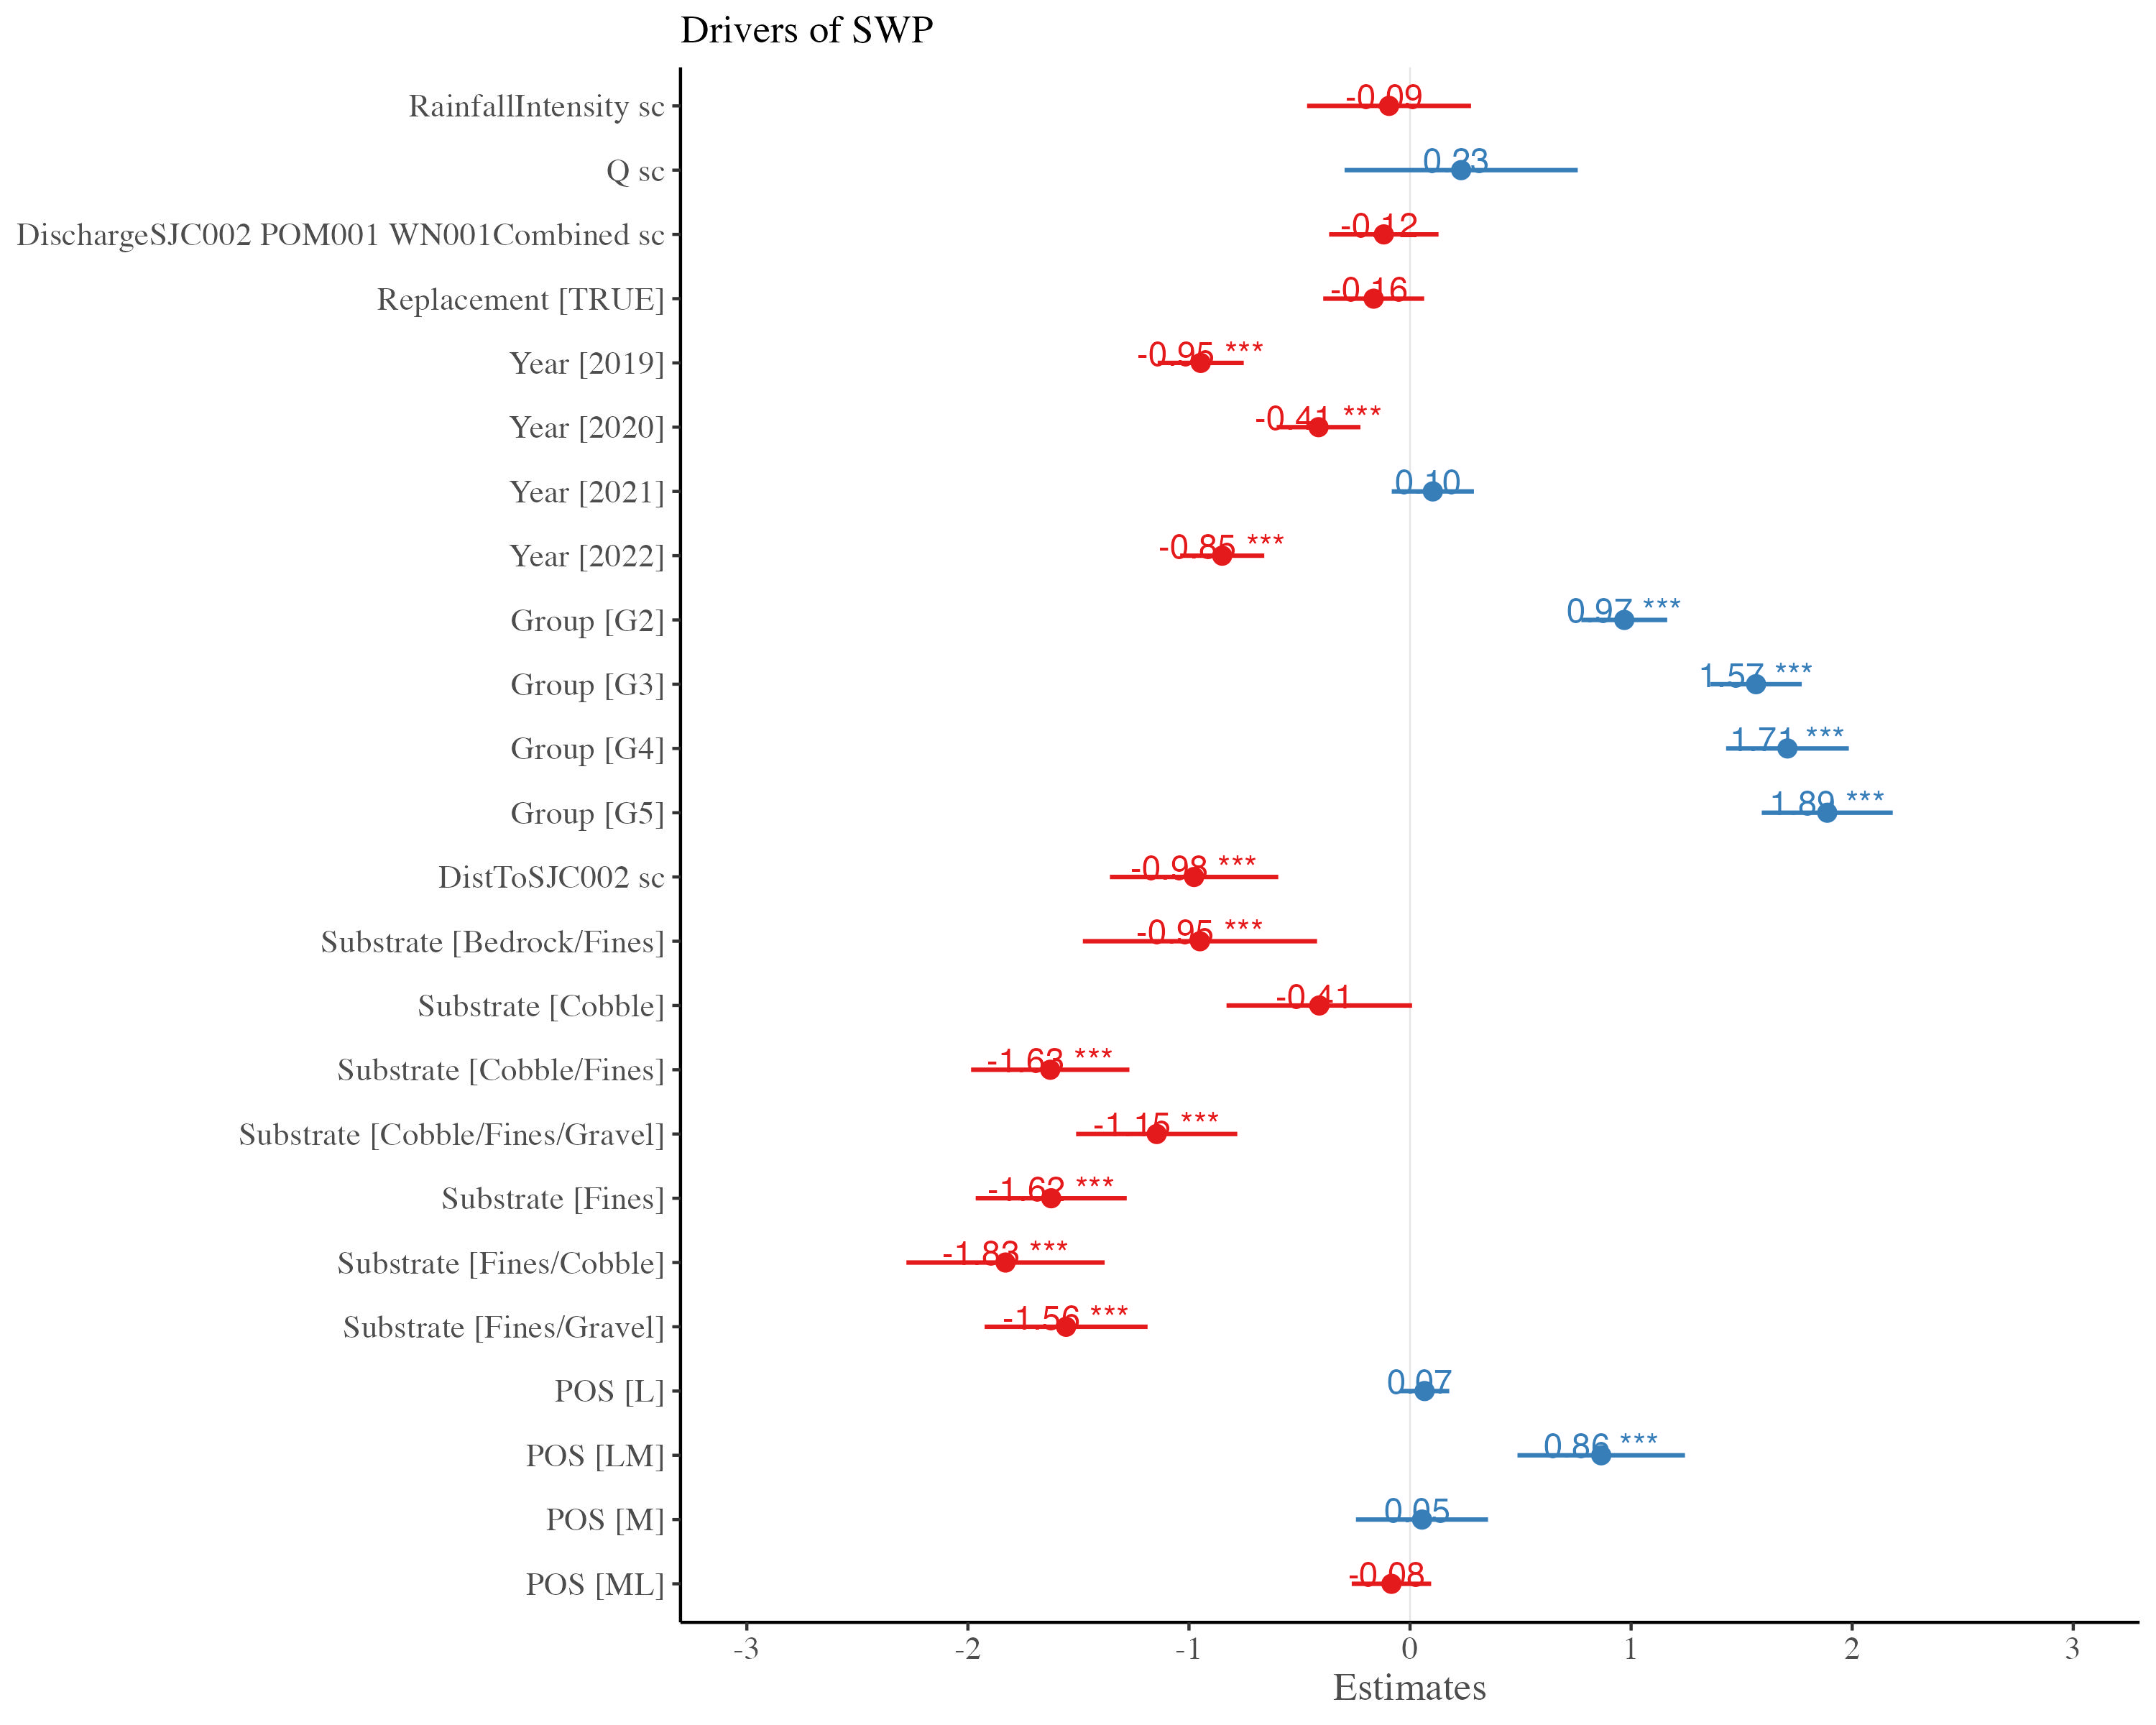 Drivers of SWP
RainfallIntensity sc
-0.09
Q sc
0.23
DischargeSJC002 POM001 WN001Combined sc
-0.12
Replacement [TRUE]
-0.16
Year [2019]
-0.95 ***
Year [2020]
-0.41 ***
Year [2021]
0.10
Year [2022]
-0.85 ***
Group [G2]
0.97 ***
Group [G3]
1.57 ***
Group [G4]
1.71 ***
Group [G5]
1.89 ***
DistToSJC002 sc
-0.98 ***
Substrate [Bedrock/Fines]
-0.95 ***
Substrate [Cobble]
-0.41
Substrate [Cobble/Fines]
-1.63 ***
Substrate [Cobble/Fines/Gravel]
-1.15 ***
Substrate [Fines]
-1.62 ***
Substrate [Fines/Cobble]
-1.83 ***
Substrate [Fines/Gravel]
-1.56 ***
POS [L]
0.07
POS [LM]
0.86 ***
POS [M]
0.05
POS [ML]
-0.08
-3 -2 -1 0 1 2 3
Estimates